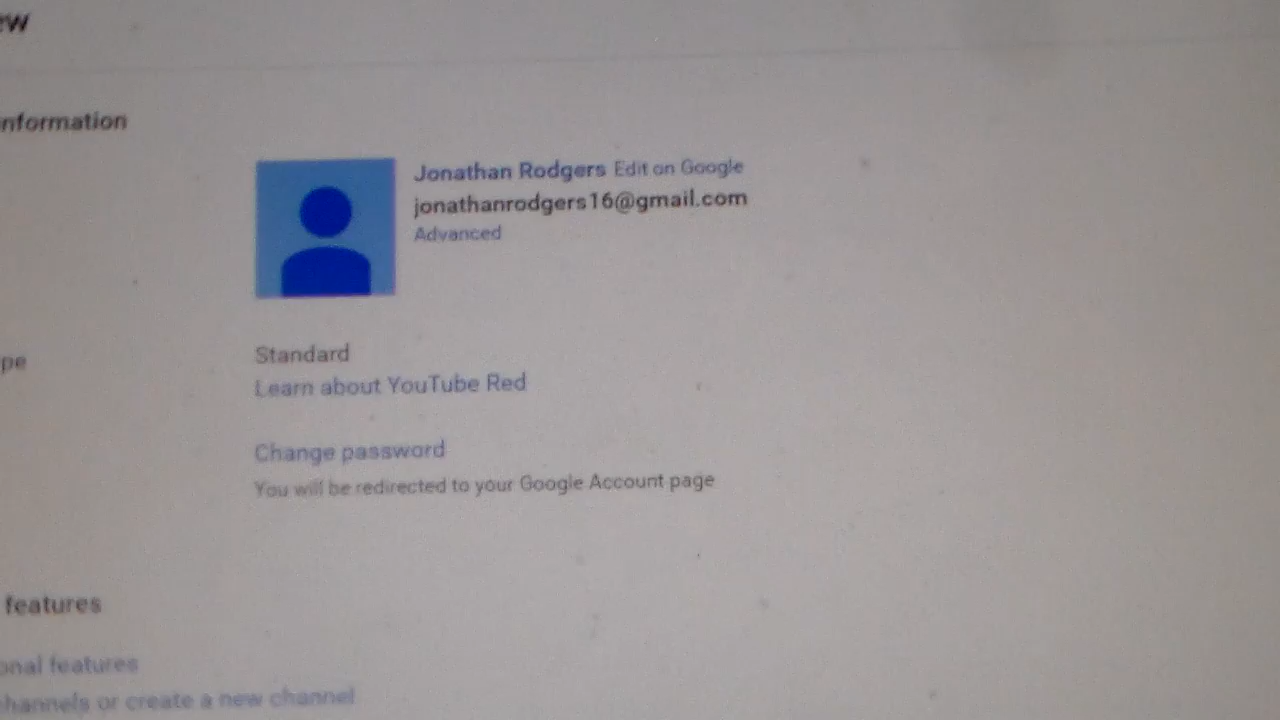 ew
nformation
Jonathan Rodgers Edit on Google
jonathanrodgers16@gmail.com
Advanced
pe
Standard
Learn about YouTube Red
Change password
You will be redirected to your Google Account page
features
onal features
hannels or create a new channel